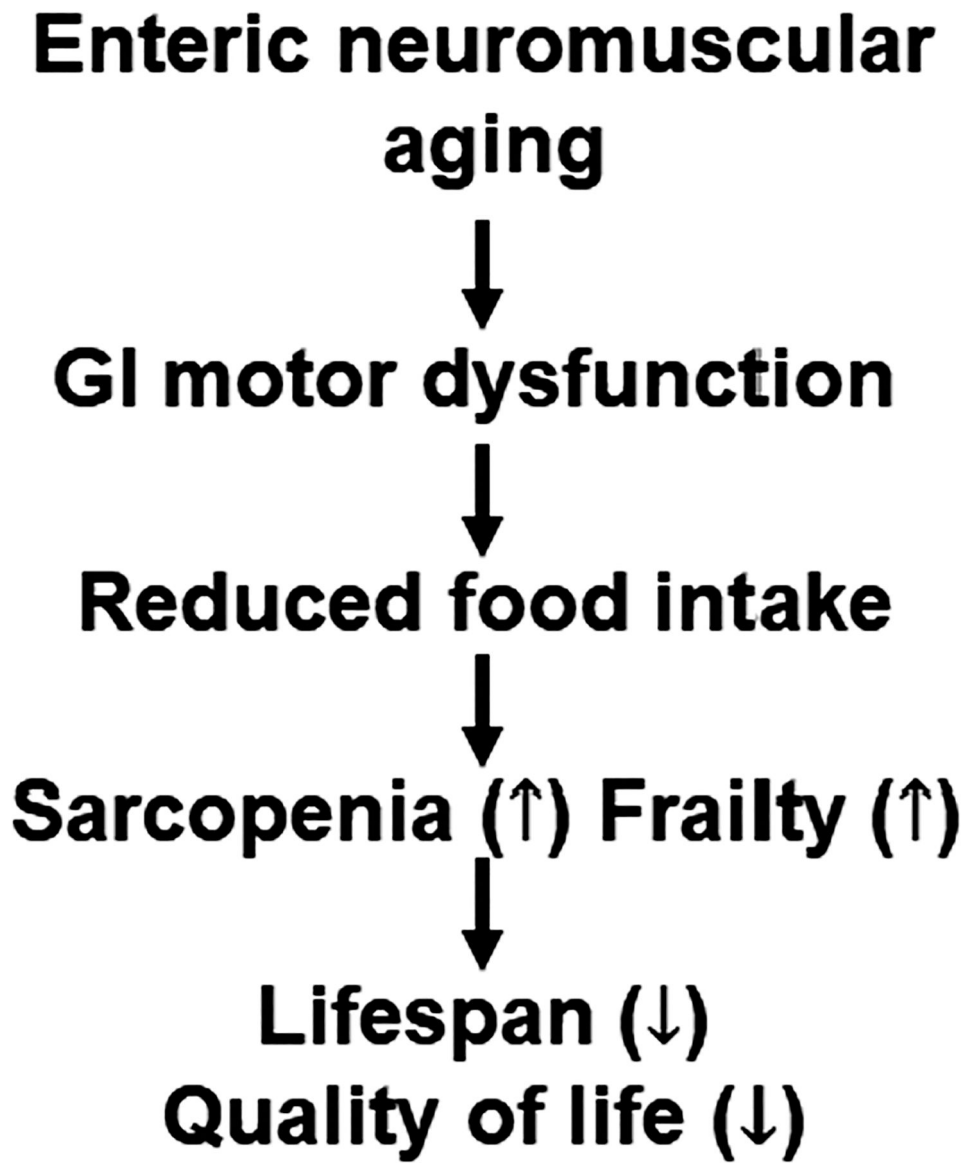 Enteric neuromuscular
aging
GI motor dysfunction
Reduced food intake
Sarcopenia (↑) Frailty (↑)
Lifespan (↓)
Quality of life (↓)